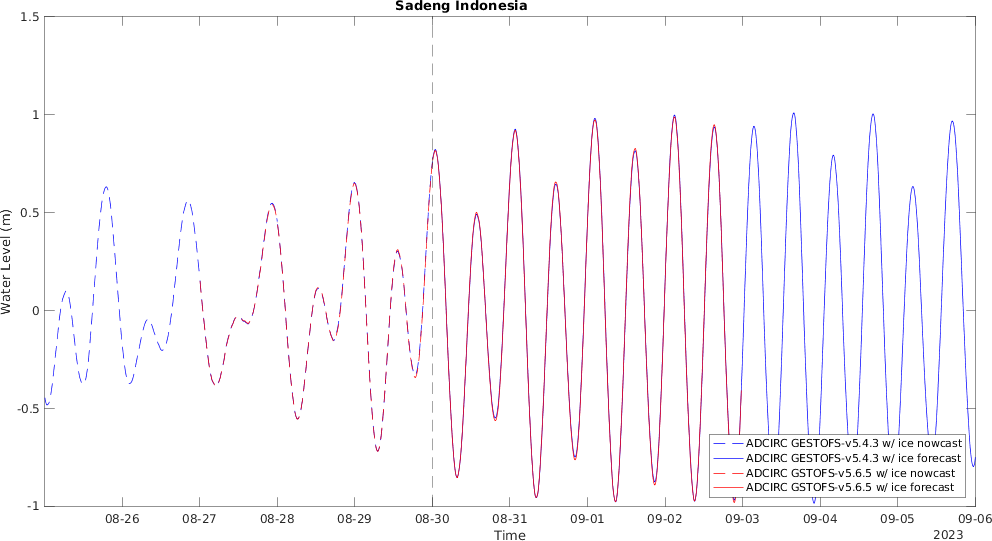 Sadeng Indonesia
Water Level (m)
1.5
1
0.5
0
-0.5
-1
ADCIRC GESTOFS-v5.4.3 w/ ice nowcast
ADCIRC GESTOFS-v5.4.3 w/ ice forecast
ADCIRC GSTOFS-v5.6.5 w/ ice nowcast
ADCIRC GSTOFS-v5.6.5 w/ ice forecast
08-26 08-27 08-28 08-29 08-30 08-31 09-01 09-02 09-03 09-04 09-05 09-06
Time
2023